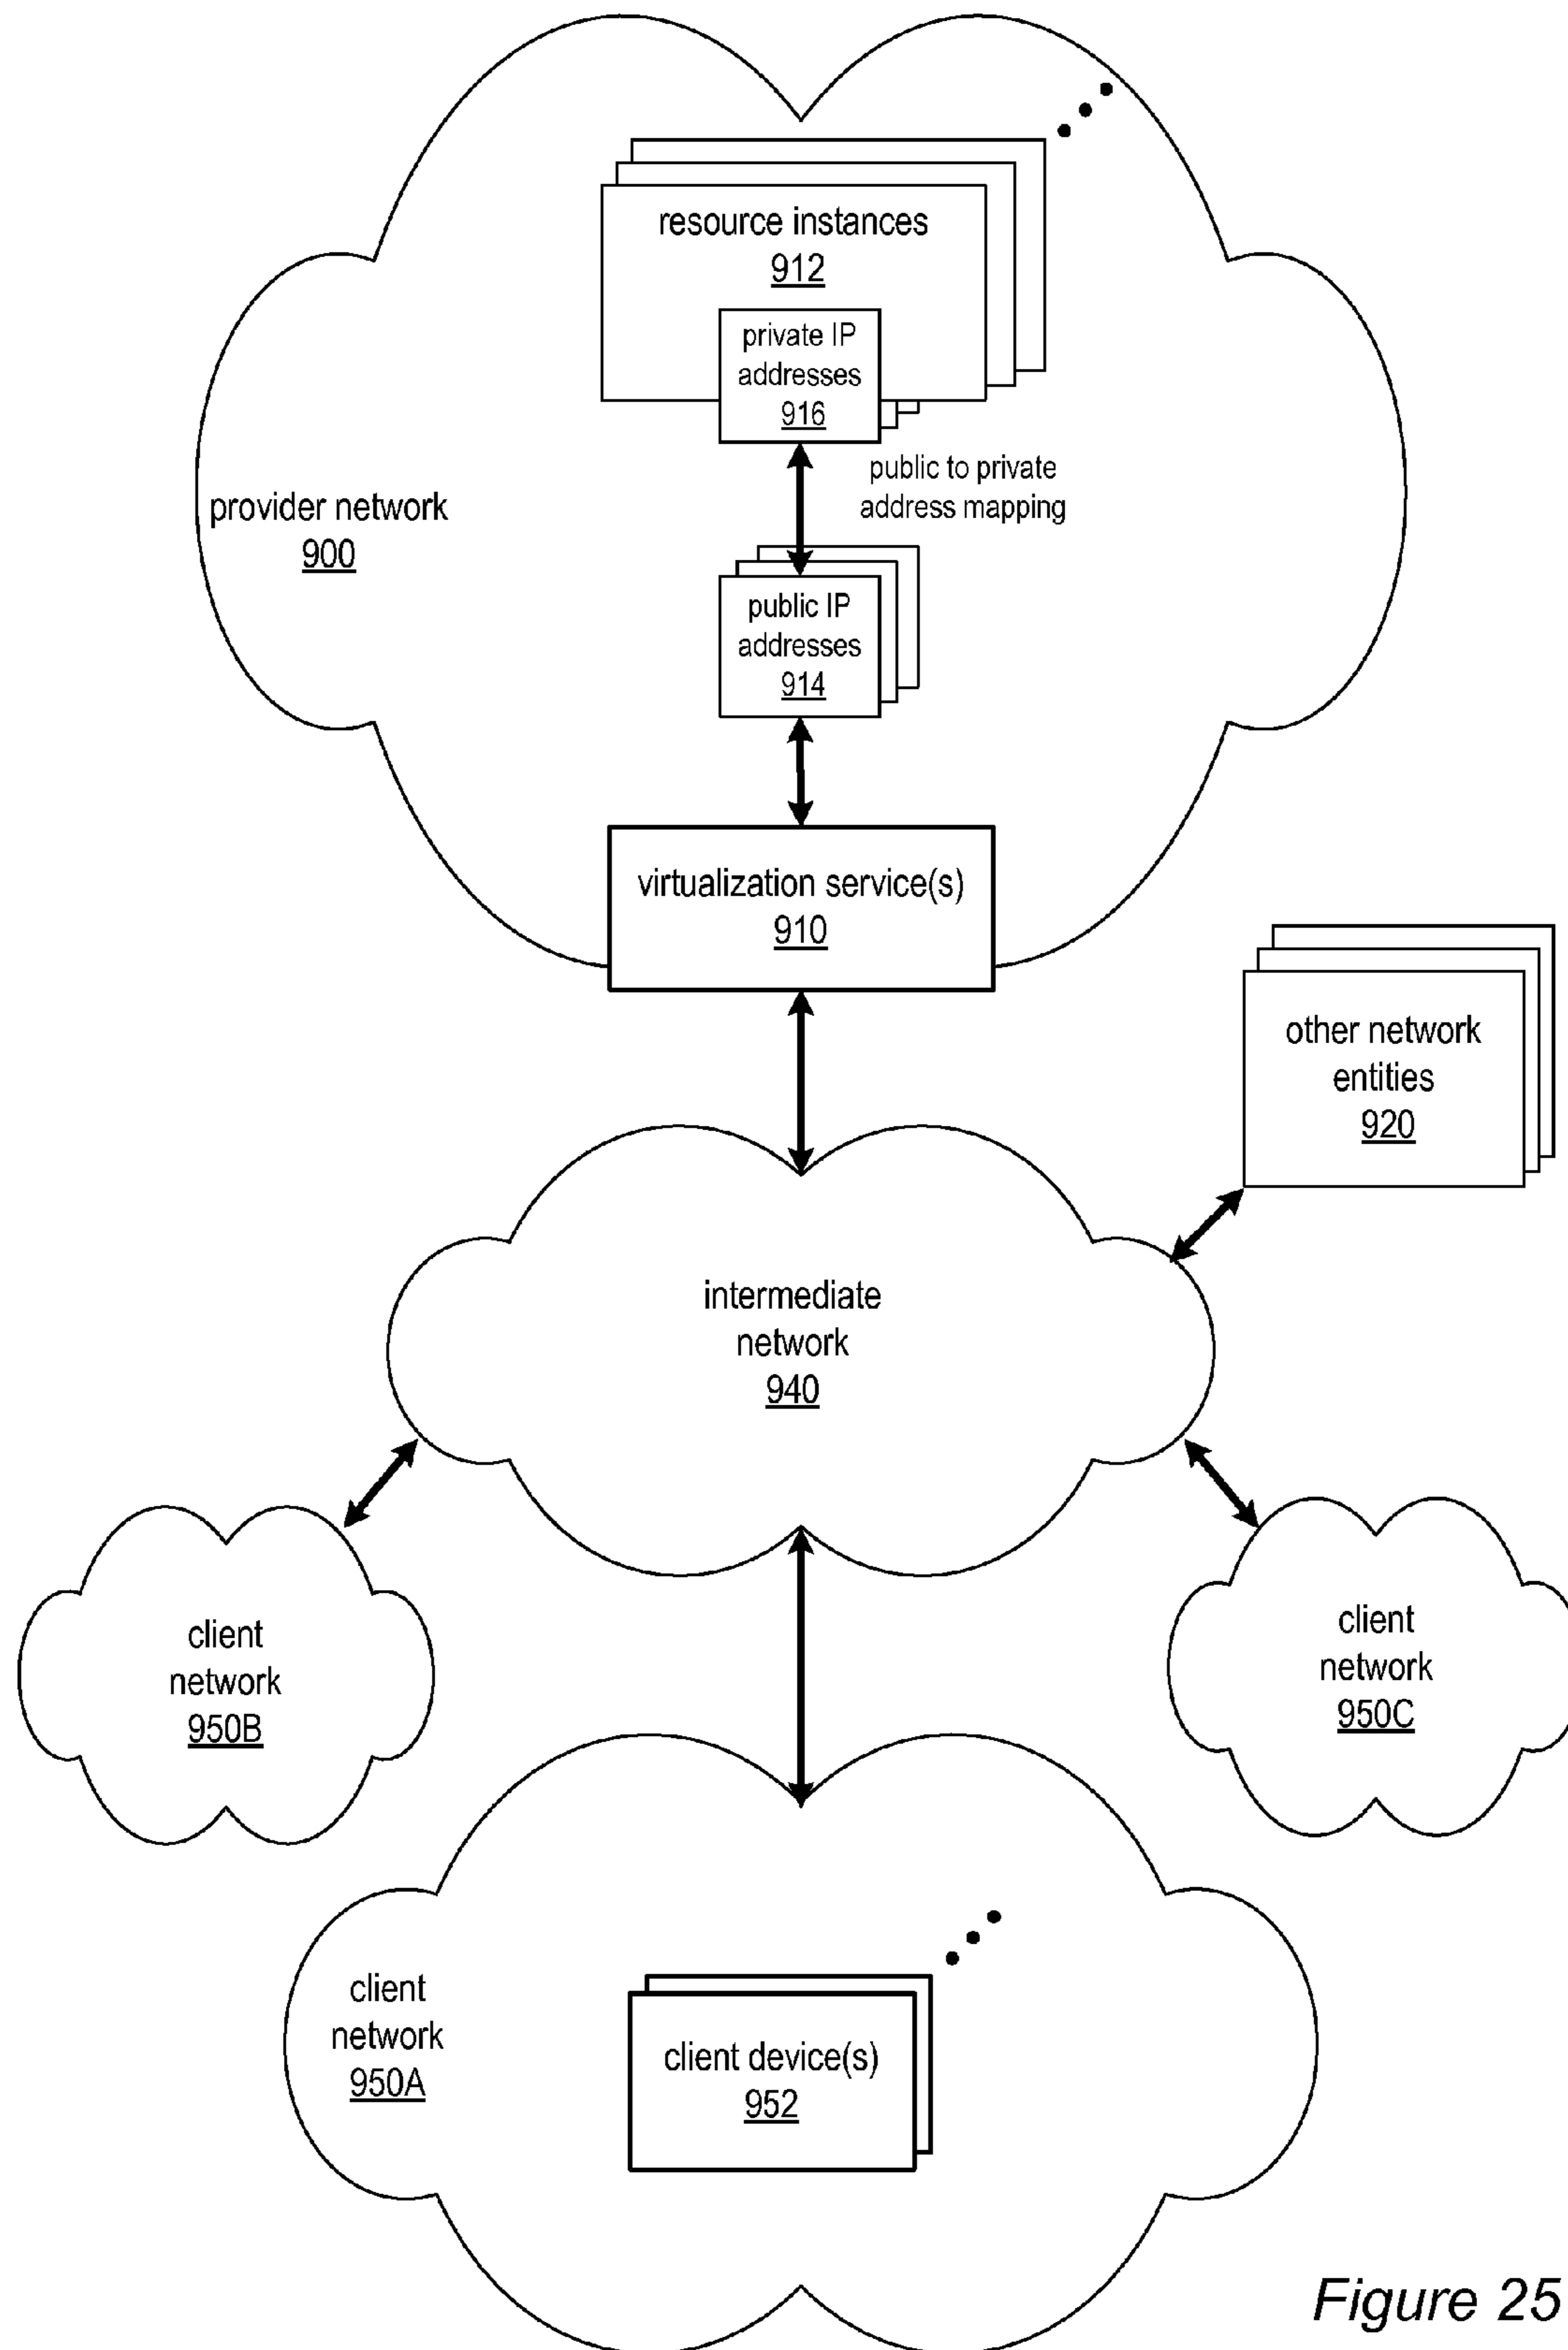 resource instances
912
private IP
addresses
916
public to private
address mapping
provider network
900
public IP
addresses
914
virtualization service(s)
910
other network
entities
920
intermediate
network
940
client
network
950B
client
network
950C
client
network
950A
client device(s)
952
Figure 25